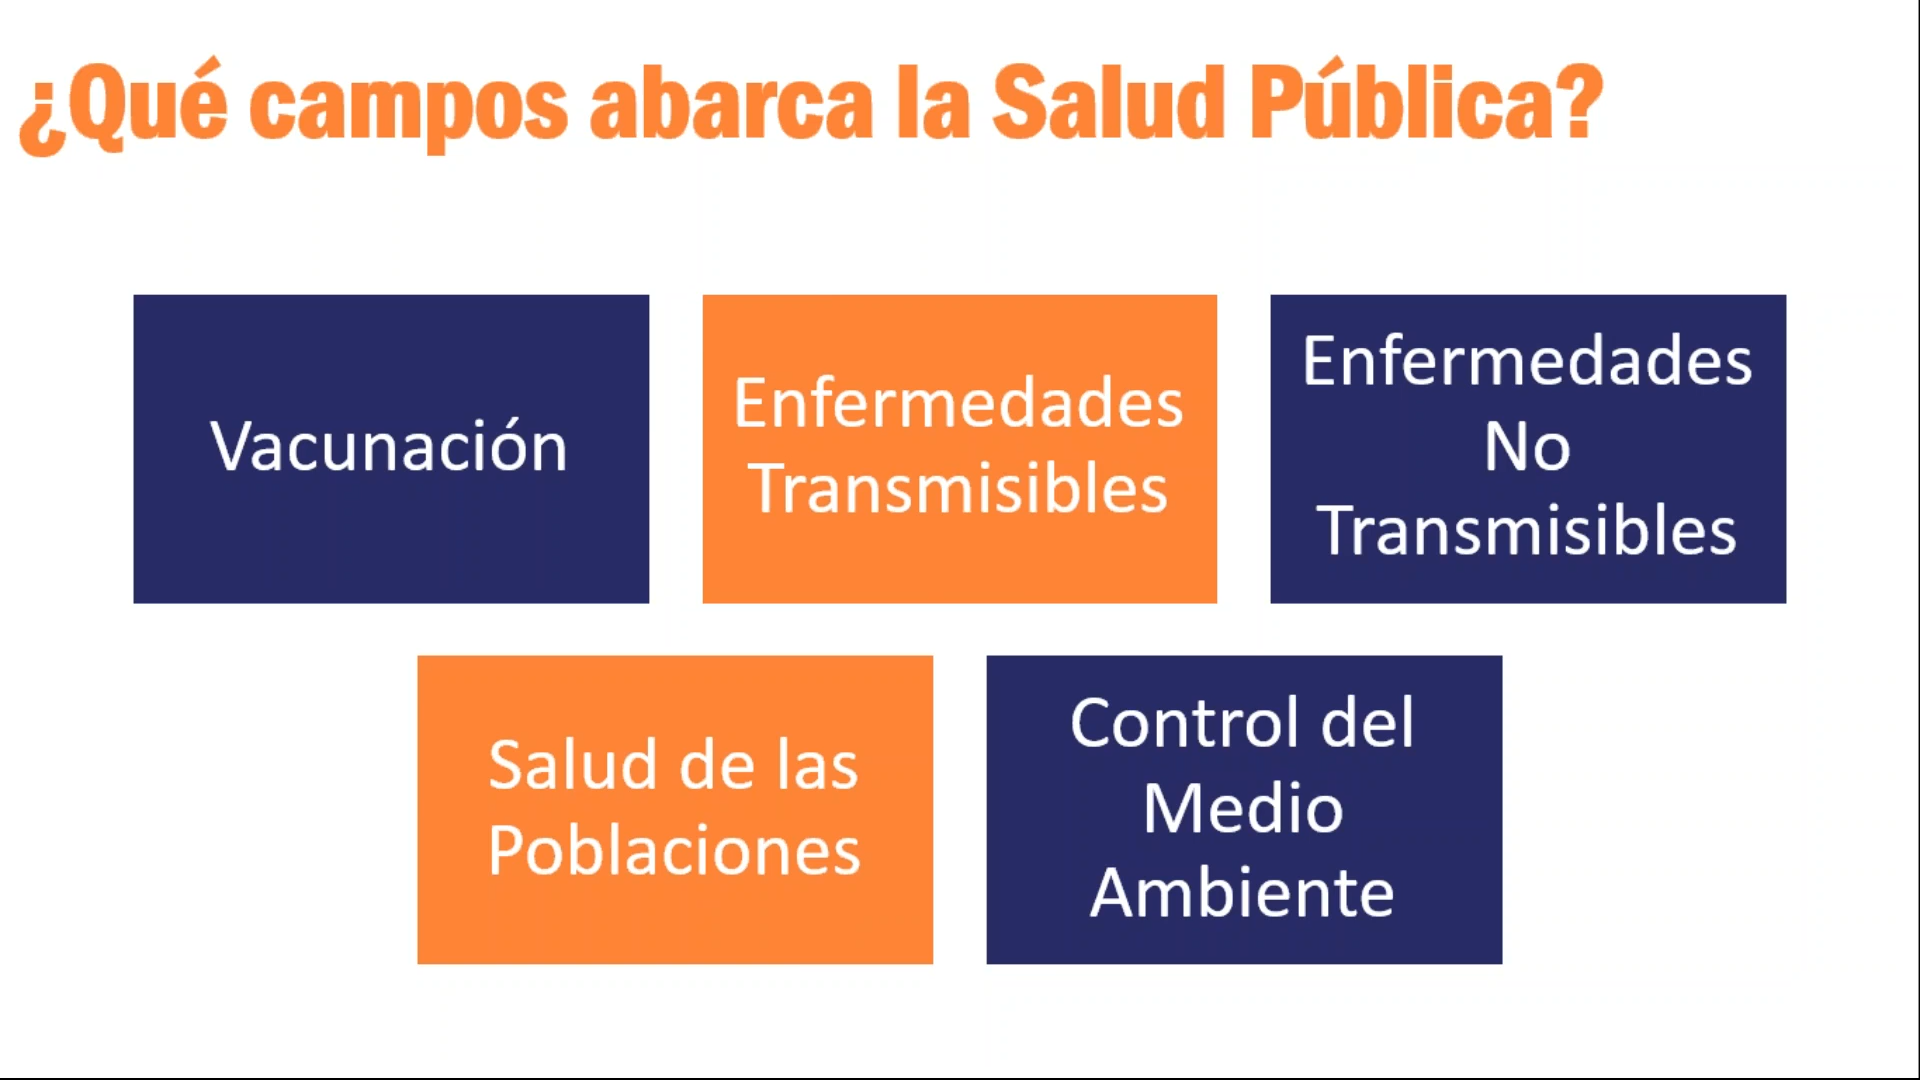 ¿Qué campos abarca la Salud Pública?
Vacunación
Enfermedades
Transmisibles
Enfermedades
No
Transmisibles
Salud de las
Poblaciones
Control del
Medio
Ambiente